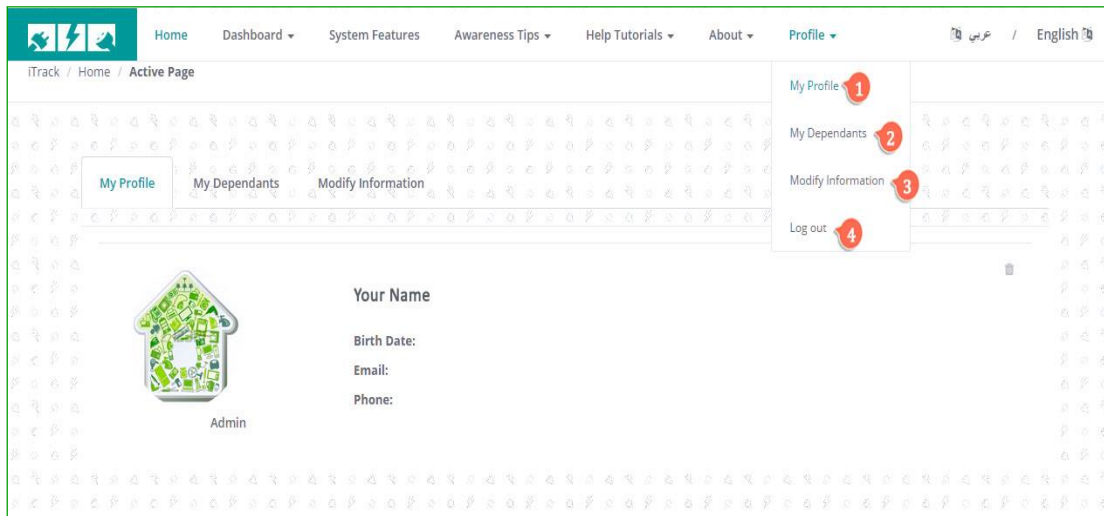 Home Dashboard System Features Awareness Tips Help Tutorials About Profile عربي / English
iTrack / Home / Active Page
My Profile 1
My Dependants 2
Modify Information 3
Log out 4
My Profile My Dependants Modify Information
Your Name
Birth Date:
Email:
Phone:
Admin